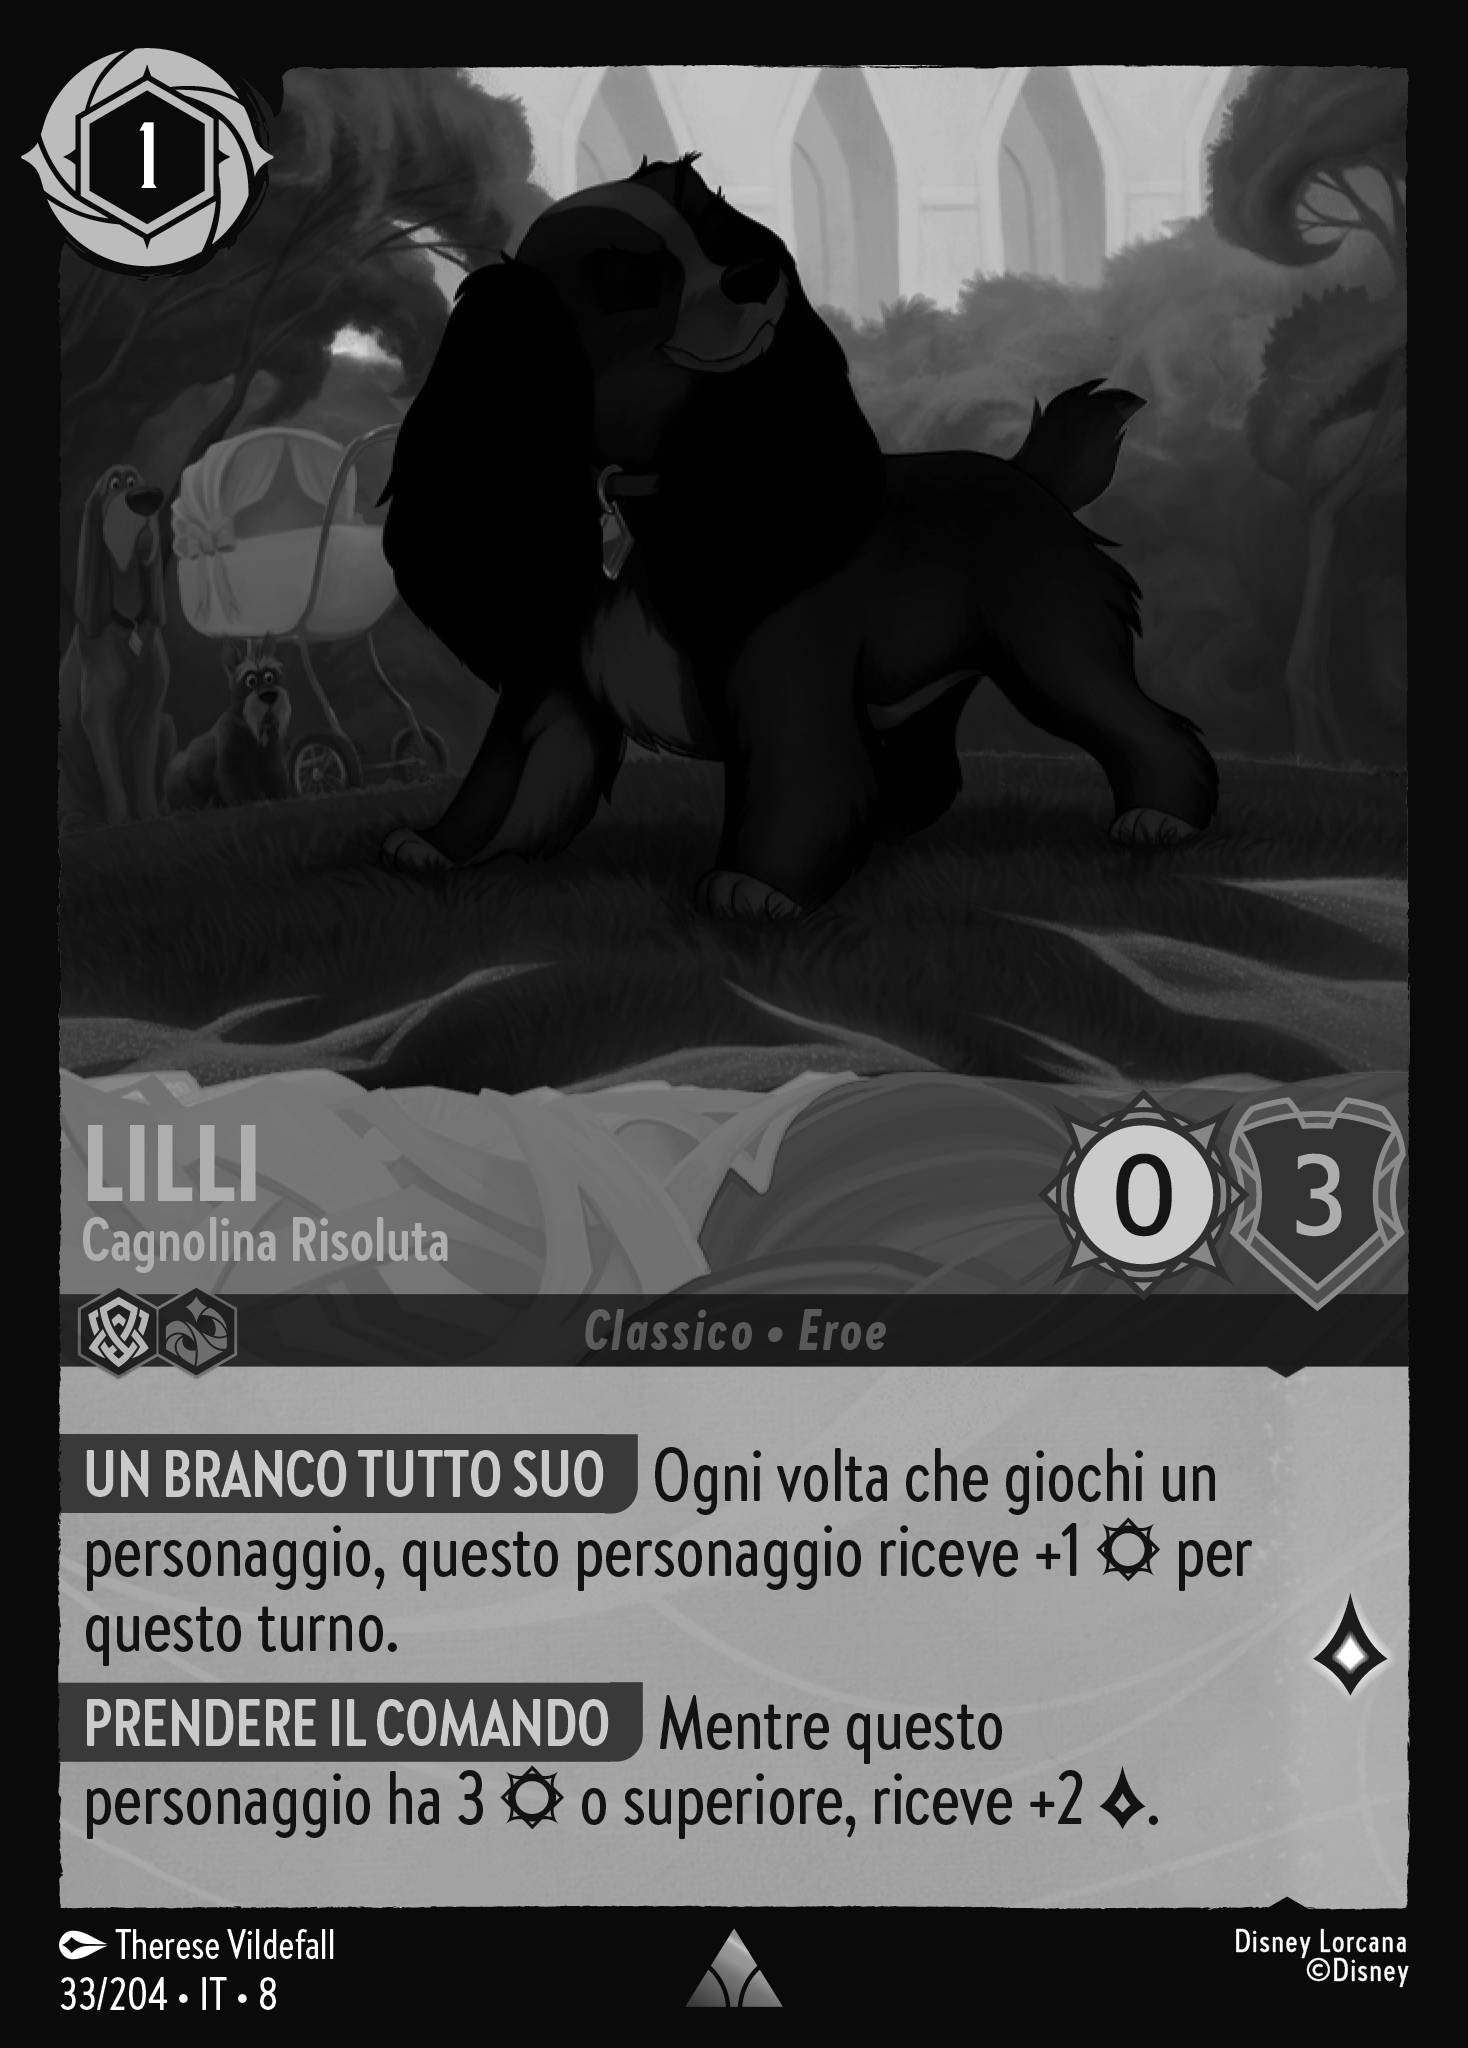 1
LILLI
Cagnolina Risoluta
0
3
Classico • Eroe
UN BRANCO TUTTO SUO Ogni volta che giochi un
personaggio, questo personaggio riceve +1 per
questo turno.
PRENDERE IL COMANDO Mentre questo
personaggio ha 3 o superiore, riceve +2 .
Therese Vildefall
33/204 • IT • 8
Disney Lorcana
©Disney